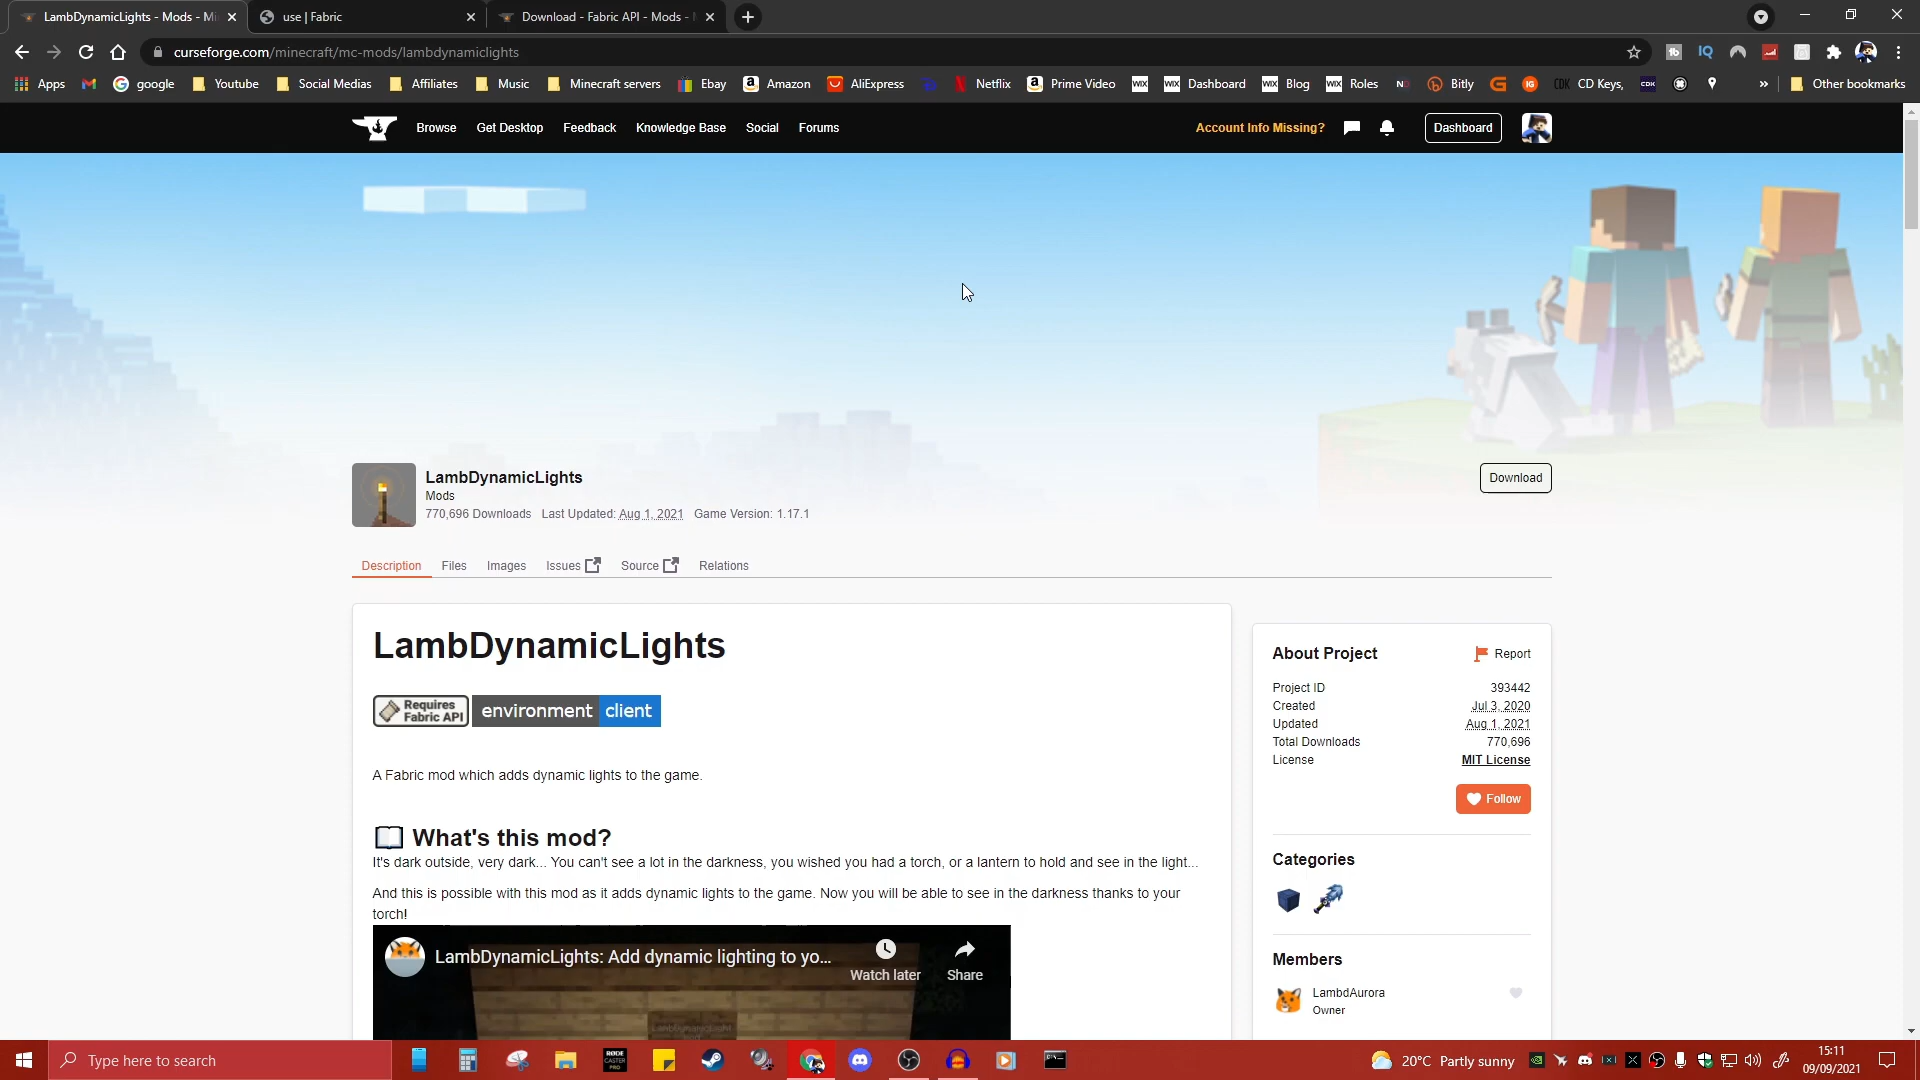 LambDynamicLights - Mods - Mi
use | Fabric
Download - Fabric API - Mods -
curseforge.com/minecraft/mc-mods/lambdynamiclights
Apps google Youtube Social Medias Affiliates Music Minecraft servers Ebay Amazon AliExpress Netflix Prime Video WIX WIX Dashboard WIX Blog WIX Roles Bitly CDK CD Keys, CDK » Other bookmarks
Browse Get Desktop Feedback Knowledge Base Social Forums Account Info Missing? Dashboard
LambDynamicLights
Download
Mods
770,696 Downloads Last Updated: Aug 1, 2021 Game Version: 1.17.1
Description Files Images Issues Source Relations
LambDynamicLights
Requires
Fabric API
environment client
A Fabric mod which adds dynamic lights to the game.
What's this mod?
It's dark outside, very dark... You can't see a lot in the darkness, you wished you had a torch, or a lantern to hold and see in the light...
And this is possible with this mod as it adds dynamic lights to the game. Now you will be able to see in the darkness thanks to your
torch!
LambDynamicLights: Add dynamic lighting to yo...
Watch later Share
About Project Report
Project ID 393442
Created Jul 3, 2020
Updated Aug 1, 2021
Total Downloads 770,696
License MIT License
Follow
Categories
Members
LambdAurora
Owner
Type here to search
RØDE
CASTER
PRO
20°C Partly sunny
15:11
09/09/2021